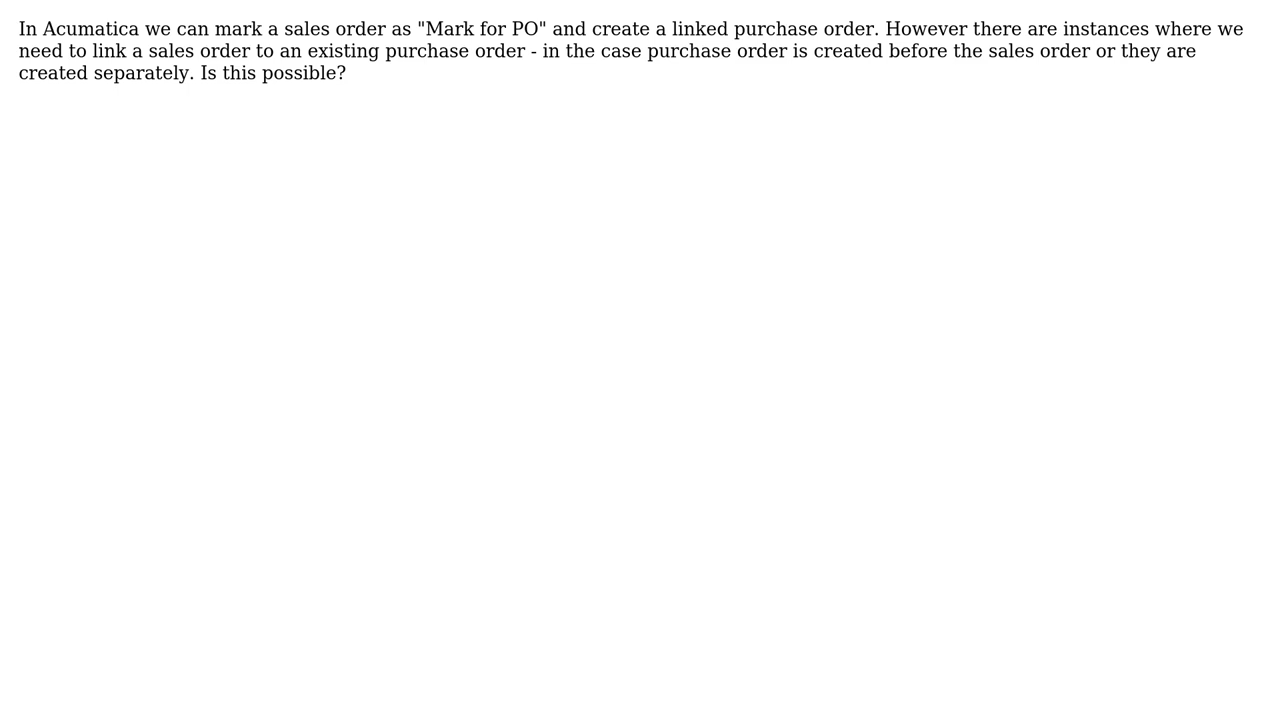 In Acumatica we can mark a sales order as "Mark for PO" and create a linked purchase order. However there are instances where we
need to link a sales order to an existing purchase order - in the case purchase order is created before the sales order or they are
created separately. Is this possible?